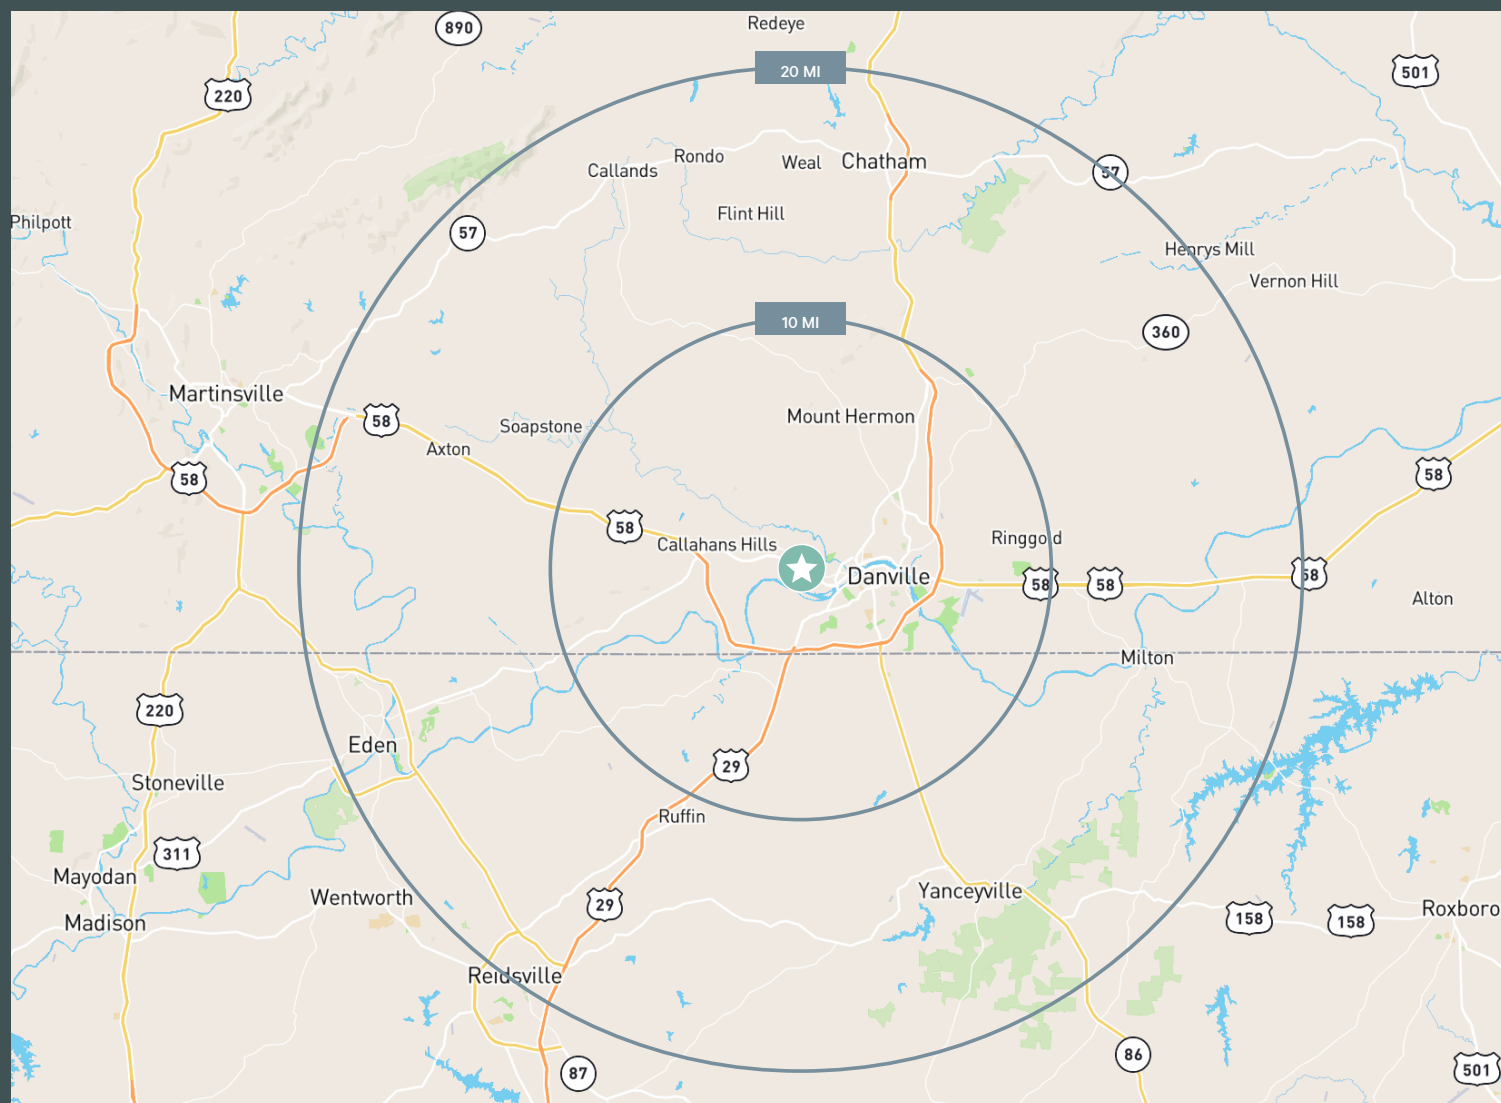 890
Redeye
20 MI
501
220
Rondo
Weal
Chatham
Callands
57
Flint Hill
Philpott
57
Henrys Mill
Vernon Hill
10 MI
360
Martinsville
58
Mount Hermon
Soapstone
Axton
58
58
58
Callahans Hills
Ringgold
Danville
58
58
58
Alton
Milton
220
Eden
29
Stoneville
Ruffin
311
Mayodan
Wentworth
29
Yanceyville
Madison
158
158
Roxboro
Reidsville
86
87
501